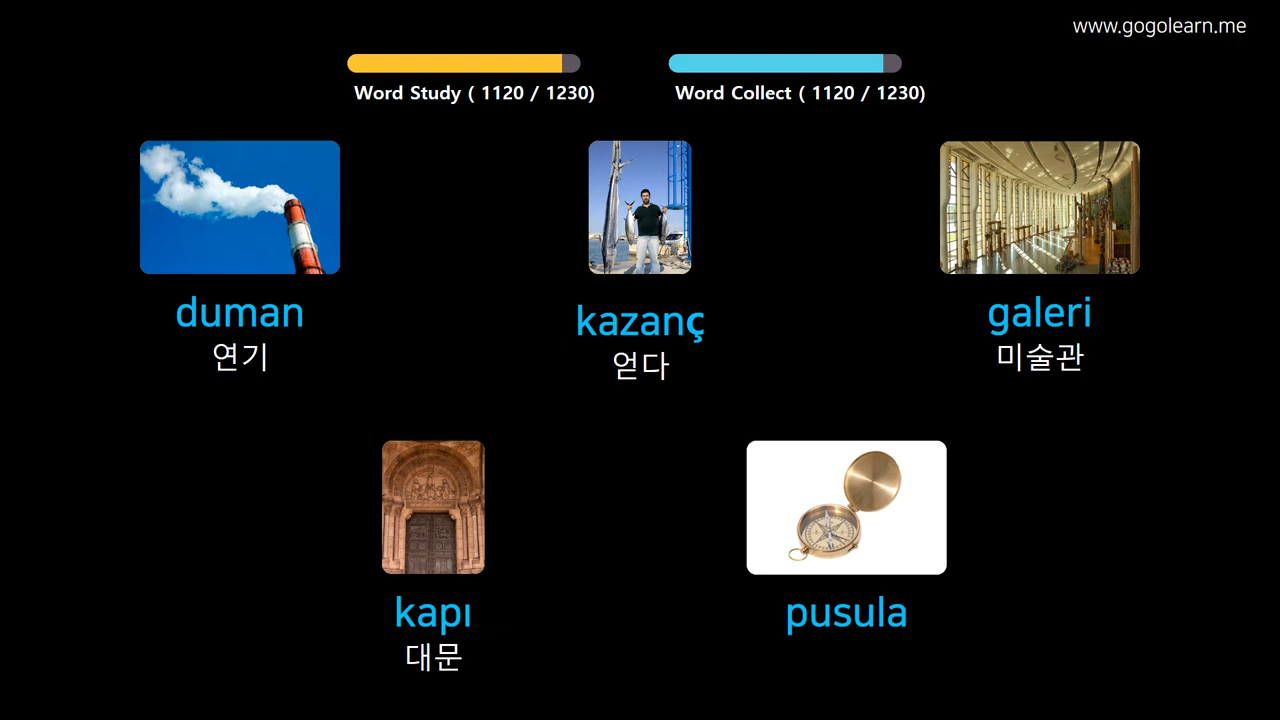 www.gogolearn.me
Word Study ( 1120 / 1230)
Word Collect ( 1120 / 1230)
duman
연기
kazanç
얻다
galeri
미술관
kapı
대문
pusula